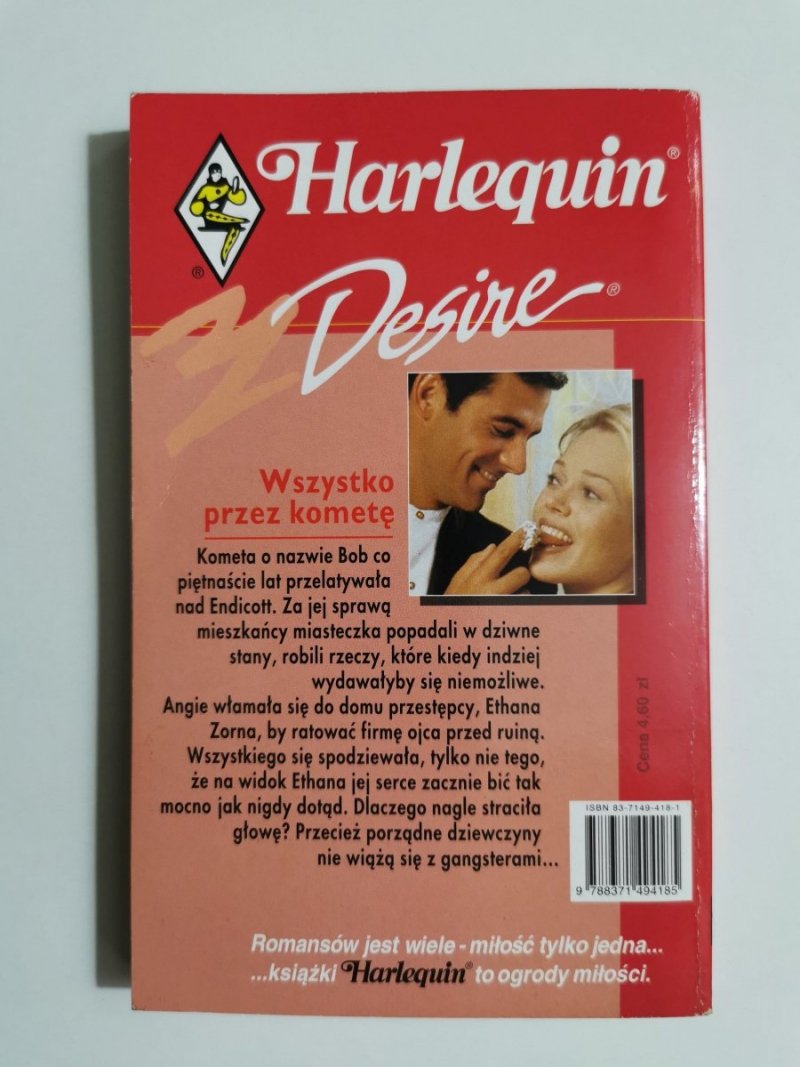 Harlequin®
®
Desire®
Wszystko
przez kometę
Kometa o nazwie Bob co
piętnaście lat przelatywała
nad Endicott. Za jej sprawą
mieszkańcy miasteczka popadali w dziwne
stany, robili rzeczy, które kiedy indziej
wydawałyby się niemożliwe.
Angie włamała się do domu przestępcy, Ethana
Zorna, by ratować firmę ojca przed ruiną.
Wszystkiego się spodziewała, tylko nie tego,
że na widok Ethana jej serce zacznie bić tak
mocno jak nigdy dotąd. Dlaczego nagle straciła
głowę? Przecież porządne dziewczyny
nie wiążą się z gangsterami...
Cena 4,60 zł
ISBN 83-7149-418-1
9 788371 494185
Romansów jest wiele - miłość tylko jedna...
...książki Harlequin® to ogrody miłości.